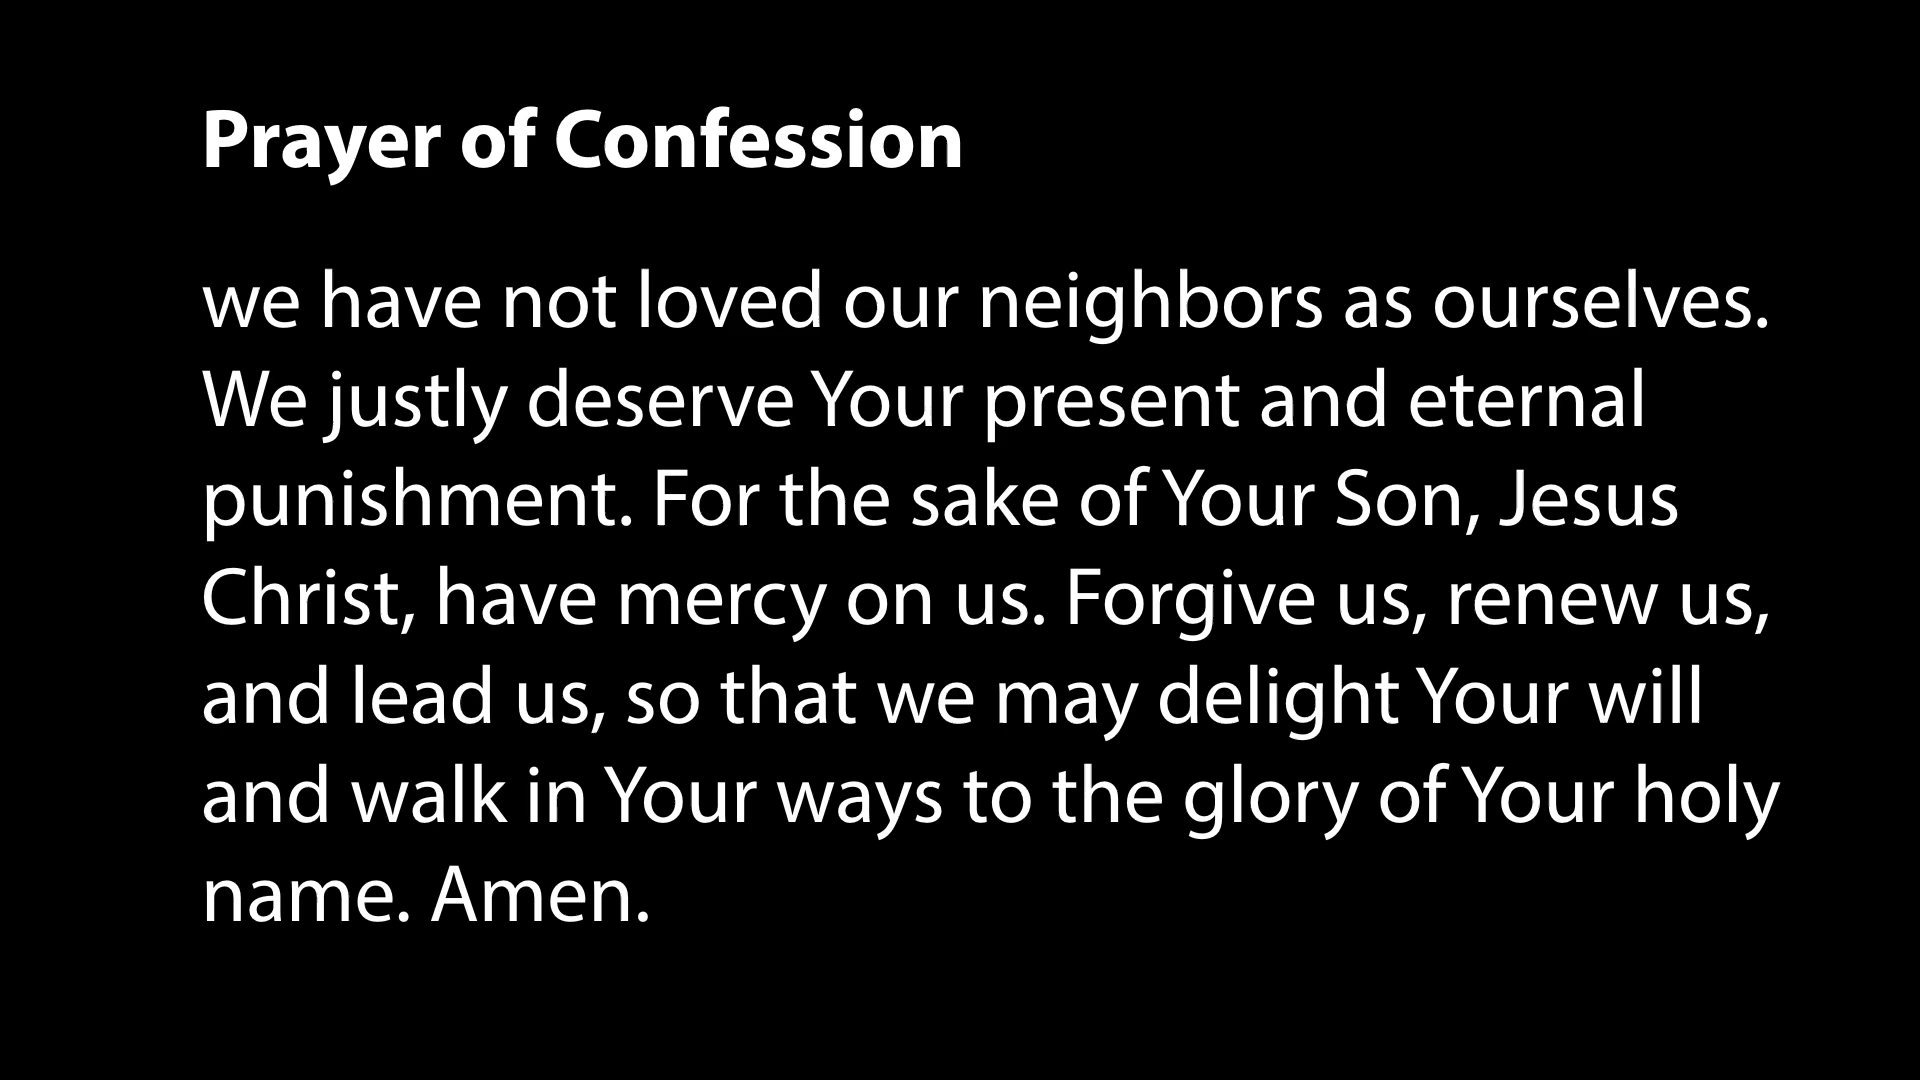 Prayer of Confession
we have not loved our neighbors as ourselves.
We justly deserve Your present and eternal
punishment. For the sake of Your Son, Jesus
Christ, have mercy on us. Forgive us, renew us,
and lead us, so that we may delight Your will
and walk in Your ways to the glory of Your holy
name. Amen.